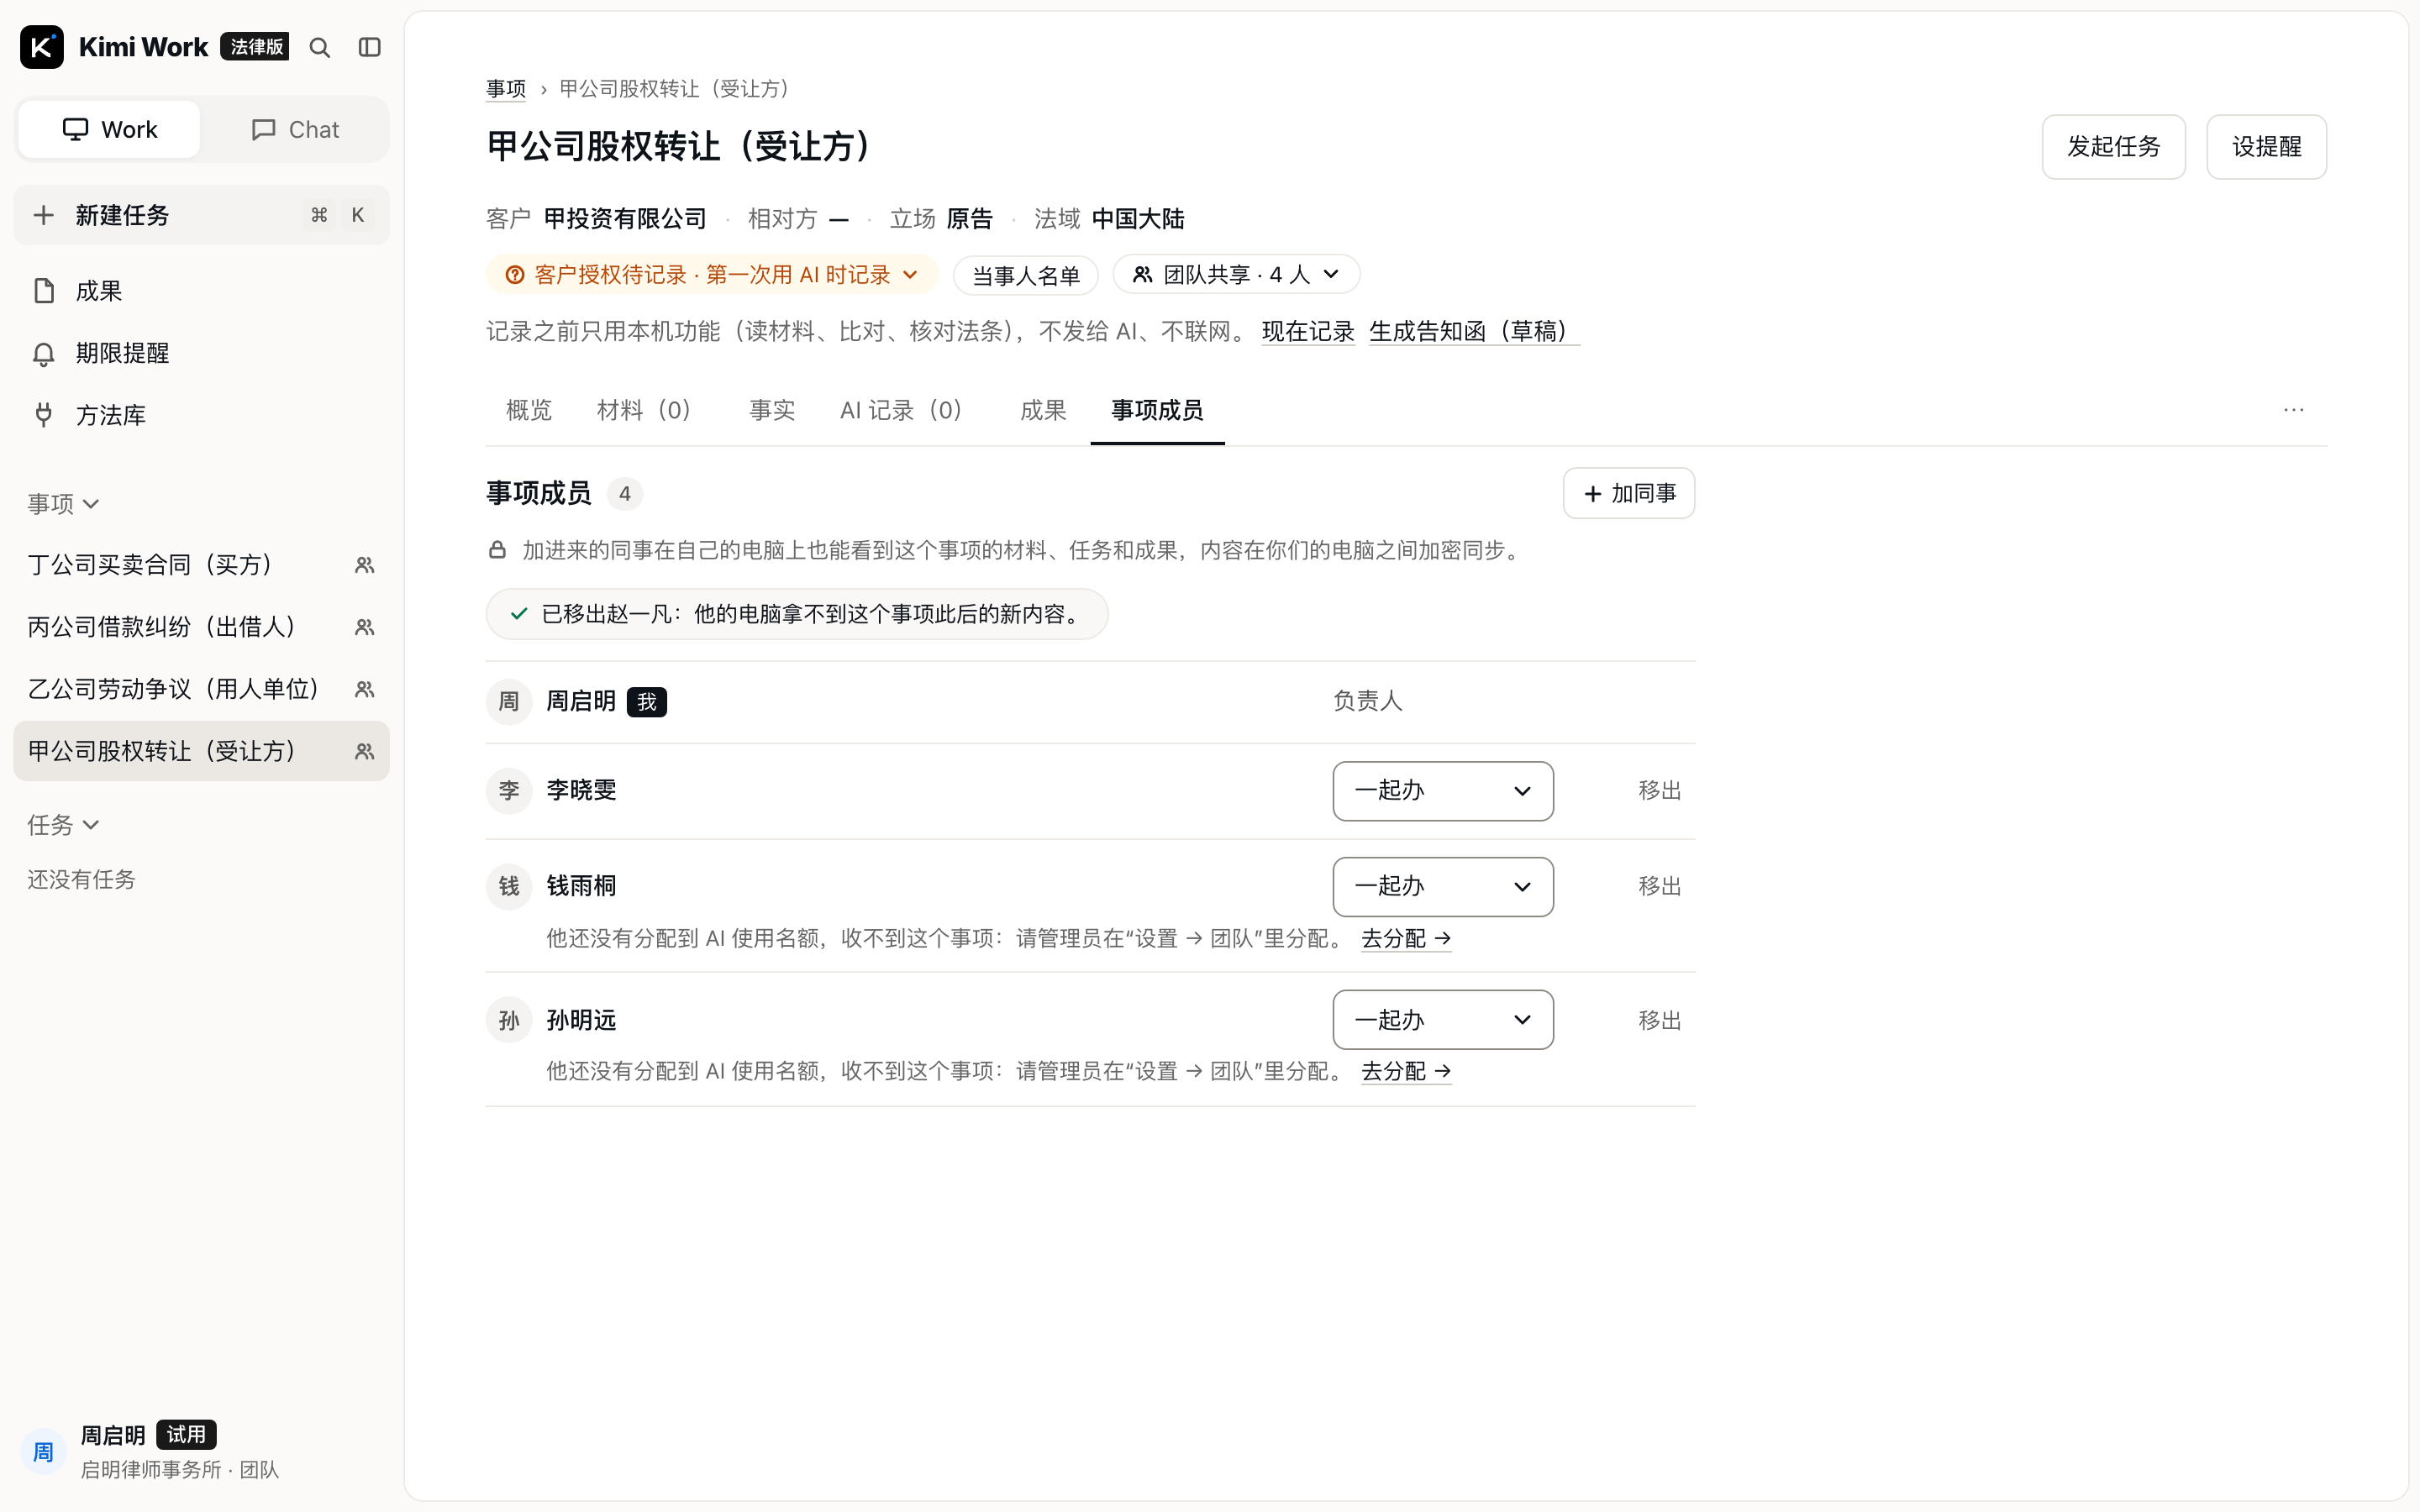 Kimi Work 法律版
Work
Chat
新建任务 ⌘ K
成果
期限提醒
方法库
事项
丁公司买卖合同（买方）
丙公司借款纠纷（出借人）
乙公司劳动争议（用人单位）
甲公司股权转让（受让方）
任务
还没有任务
周 周启明 试用
启明律师事务所 · 团队
事项 › 甲公司股权转让（受让方）
甲公司股权转让（受让方）
发起任务
设提醒
客户 甲投资有限公司 · 相对方 — · 立场 原告 · 法域 中国大陆
客户授权待记录 · 第一次用 AI 时记录
当事人名单
团队共享 · 4 人
记录之前只用本机功能（读材料、比对、核对法条），不发给 AI、不联网。 现在记录 生成告知函（草稿）
概览 材料（0） 事实 AI 记录（0） 成果 事项成员 ···
事项成员 4
+ 加同事
加进来的同事在自己的电脑上也能看到这个事项的材料、任务和成果，内容在你们的电脑之间加密同步。
已移出赵一凡：他的电脑拿不到这个事项此后的新内容。
周 周启明 我 负责人
李 李晓雯 一起办 移出
钱 钱雨桐 一起办 移出
他还没有分配到 AI 使用名额，收不到这个事项：请管理员在“设置 → 团队”里分配。 去分配 →
孙 孙明远 一起办 移出
他还没有分配到 AI 使用名额，收不到这个事项：请管理员在“设置 → 团队”里分配。 去分配 →